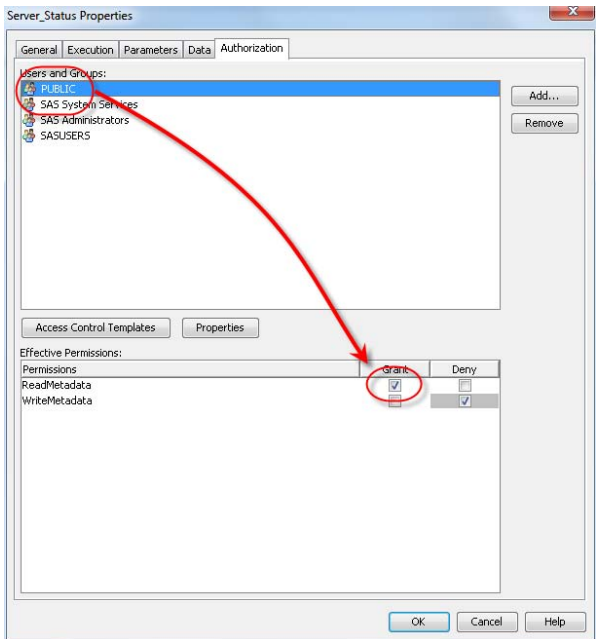 Server_Status Properties
General Execution Parameters Data Authorization
Users and Groups:
PUBLIC
Add...
SAS System Services
SAS Administrators
Remove
SASUSERS
Access Control Templates Properties
Effective Permissions:
Permissions Grant Deny
ReadMetadata
WriteMetadata
OK Cancel Help